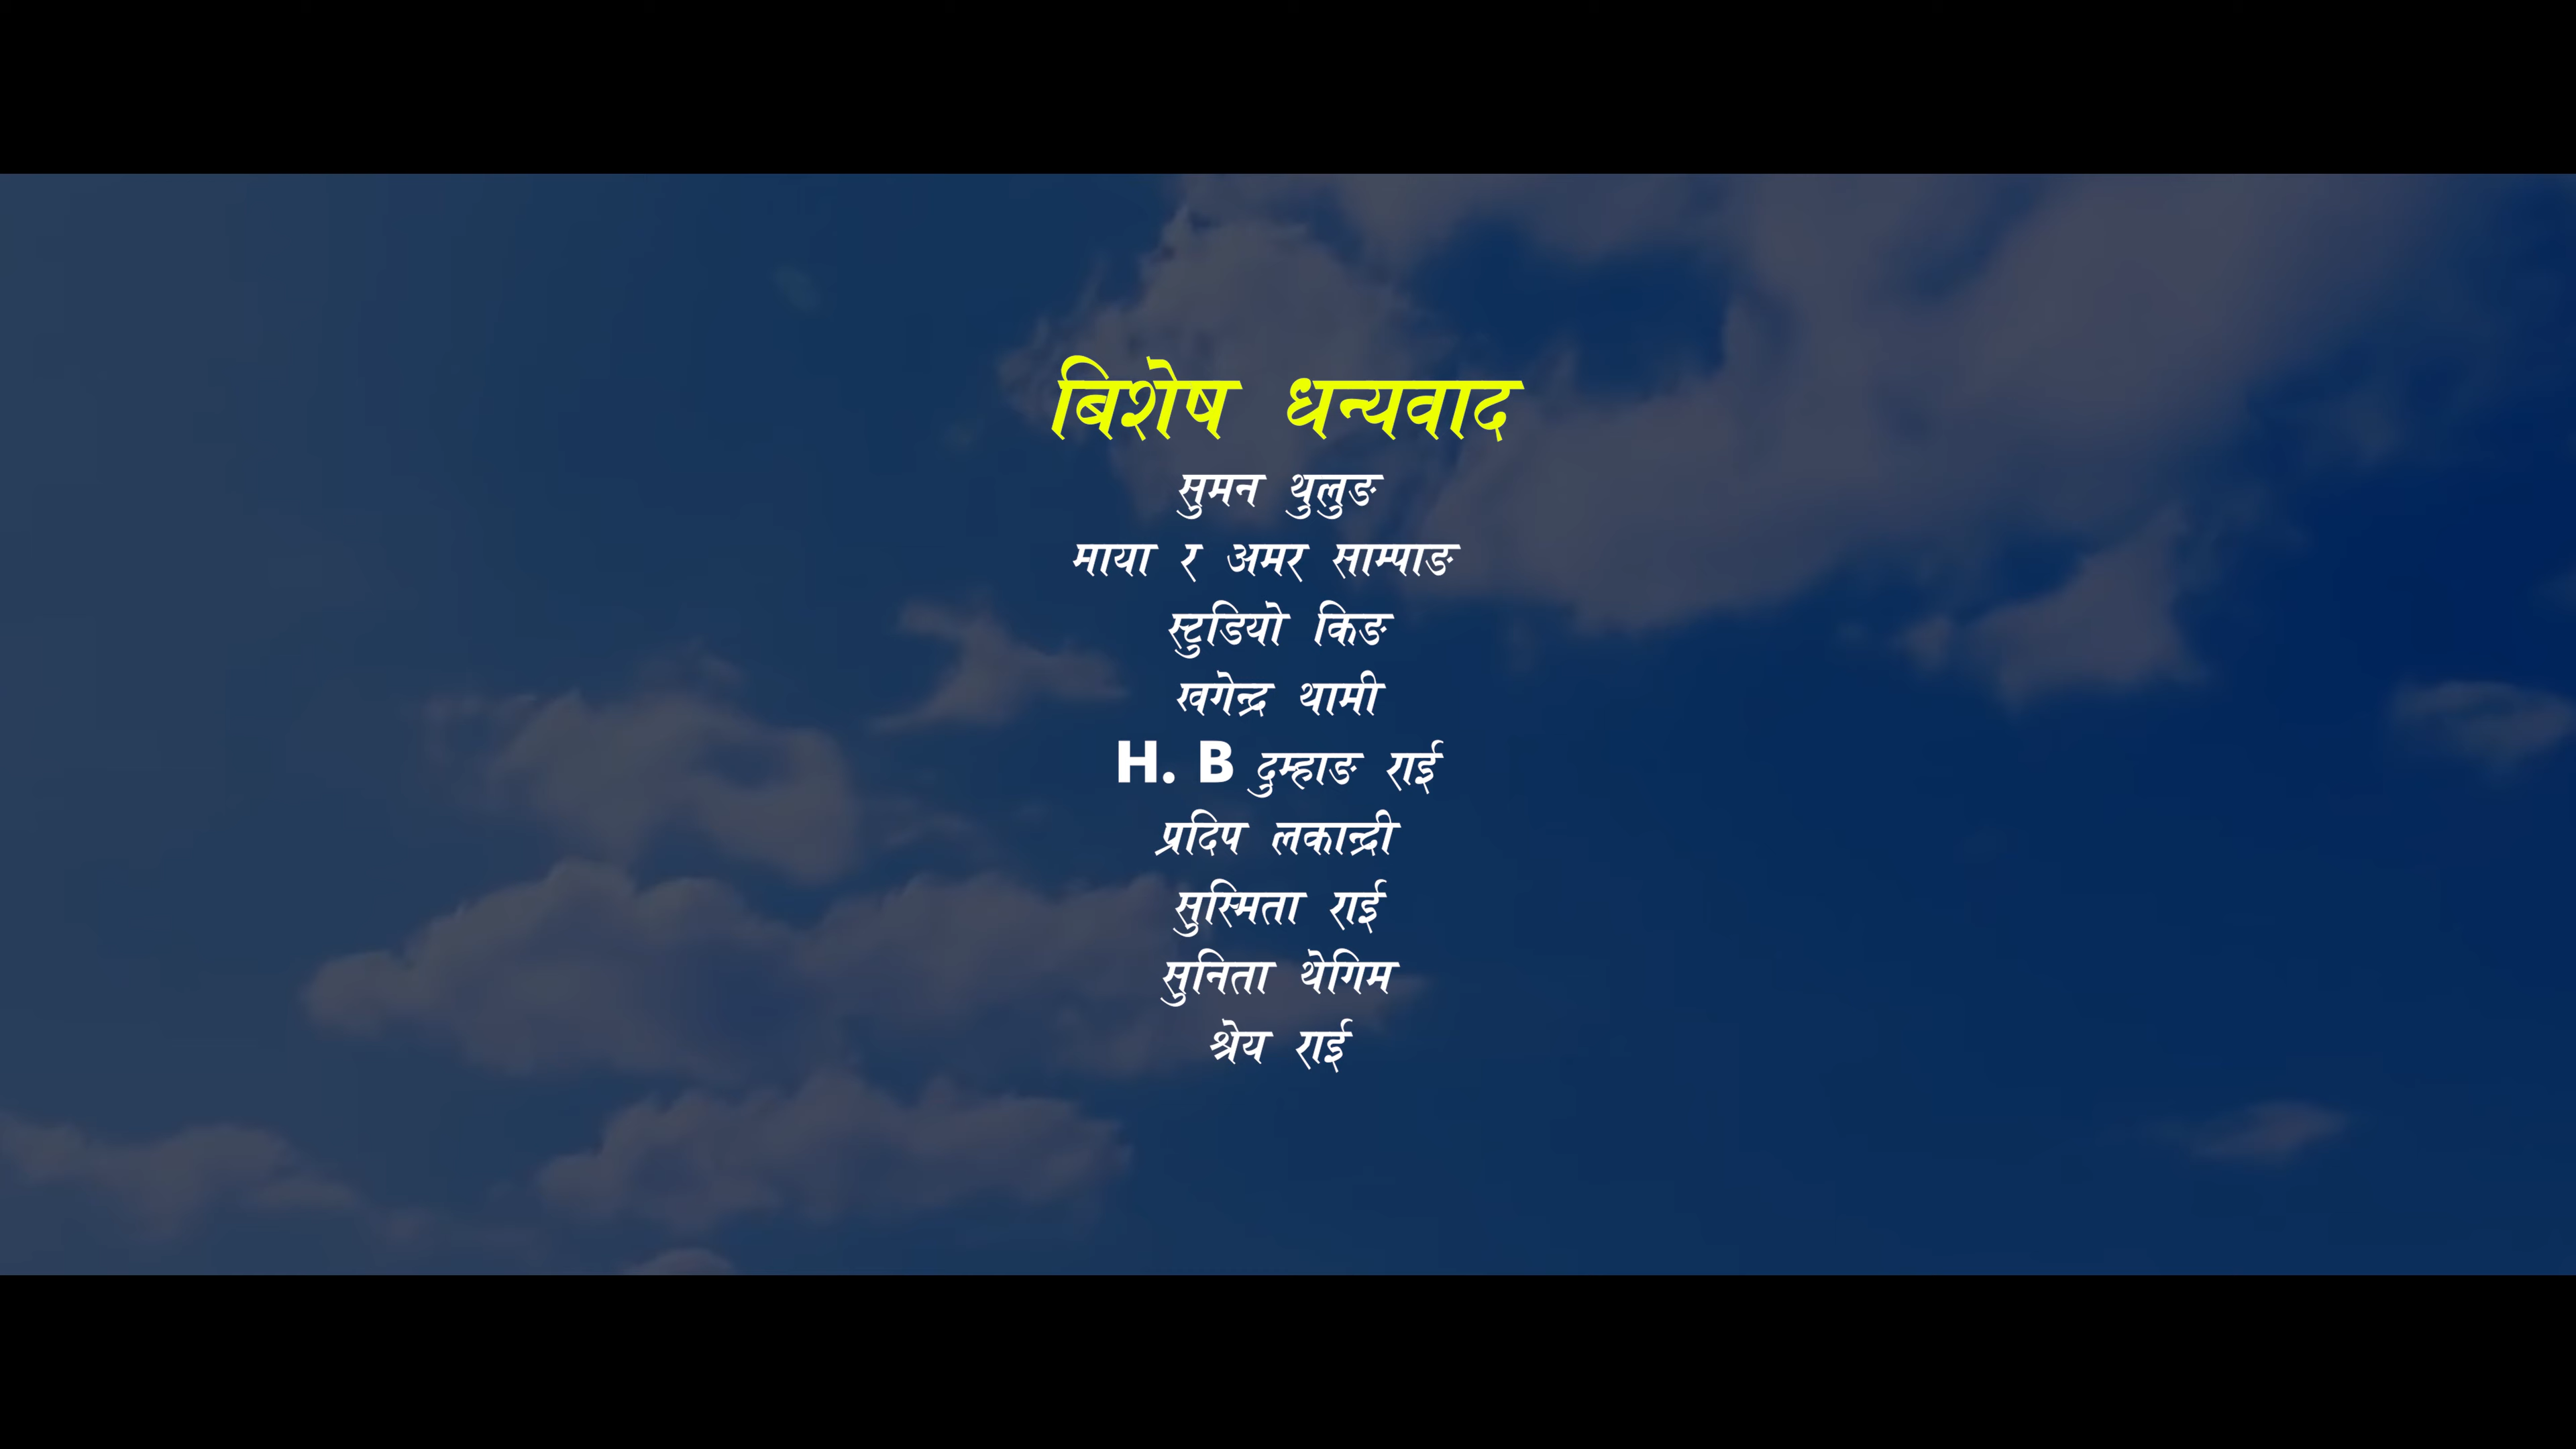 बिशेष धन्यवाद
सुमन थुलुङ
माया र अमर साम्पाङ
स्टुडियो किङ
खगेन्द्र थामी
H. B दुम्हाङ राई
प्रदिप लकान्द्री
सुस्मिता राई
सुनिता थेगिम
श्रेय राई